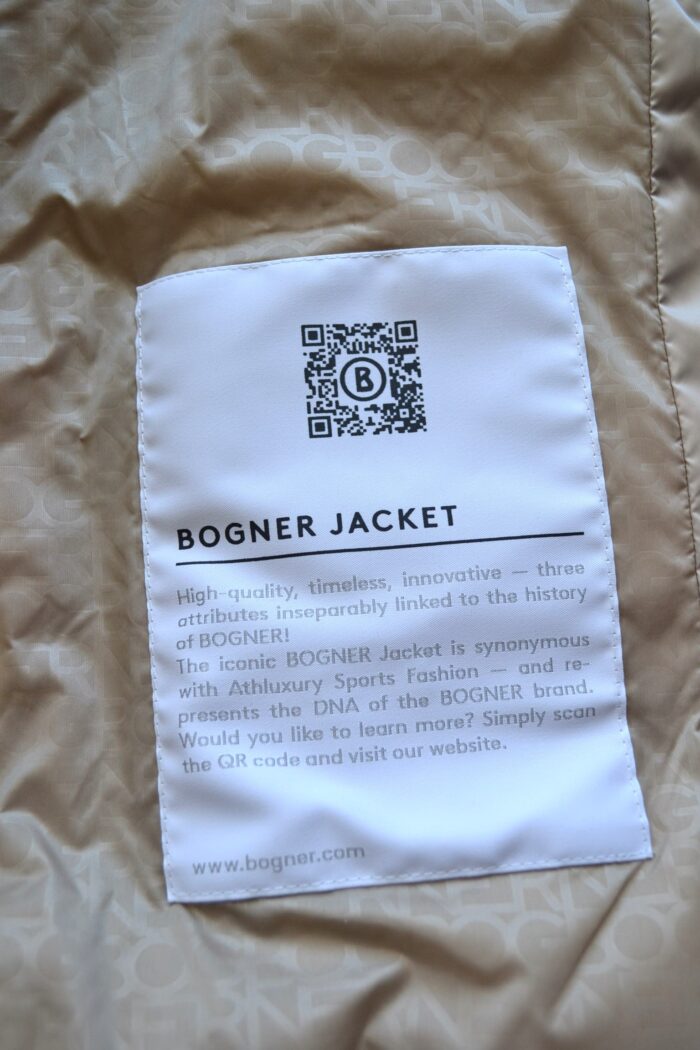 BOGNER
B
BOGNER JACKET
High-quality, timeless, innovative — three
attributes inseparably linked to the history
of BOGNER!
The iconic BOGNER Jacket is synonymous
with Athluxury Sports Fashion — and re-
presents the DNA of the BOGNER brand.
Would you like to learn more? Simply scan
the QR code and visit our website.
www.bogner.com